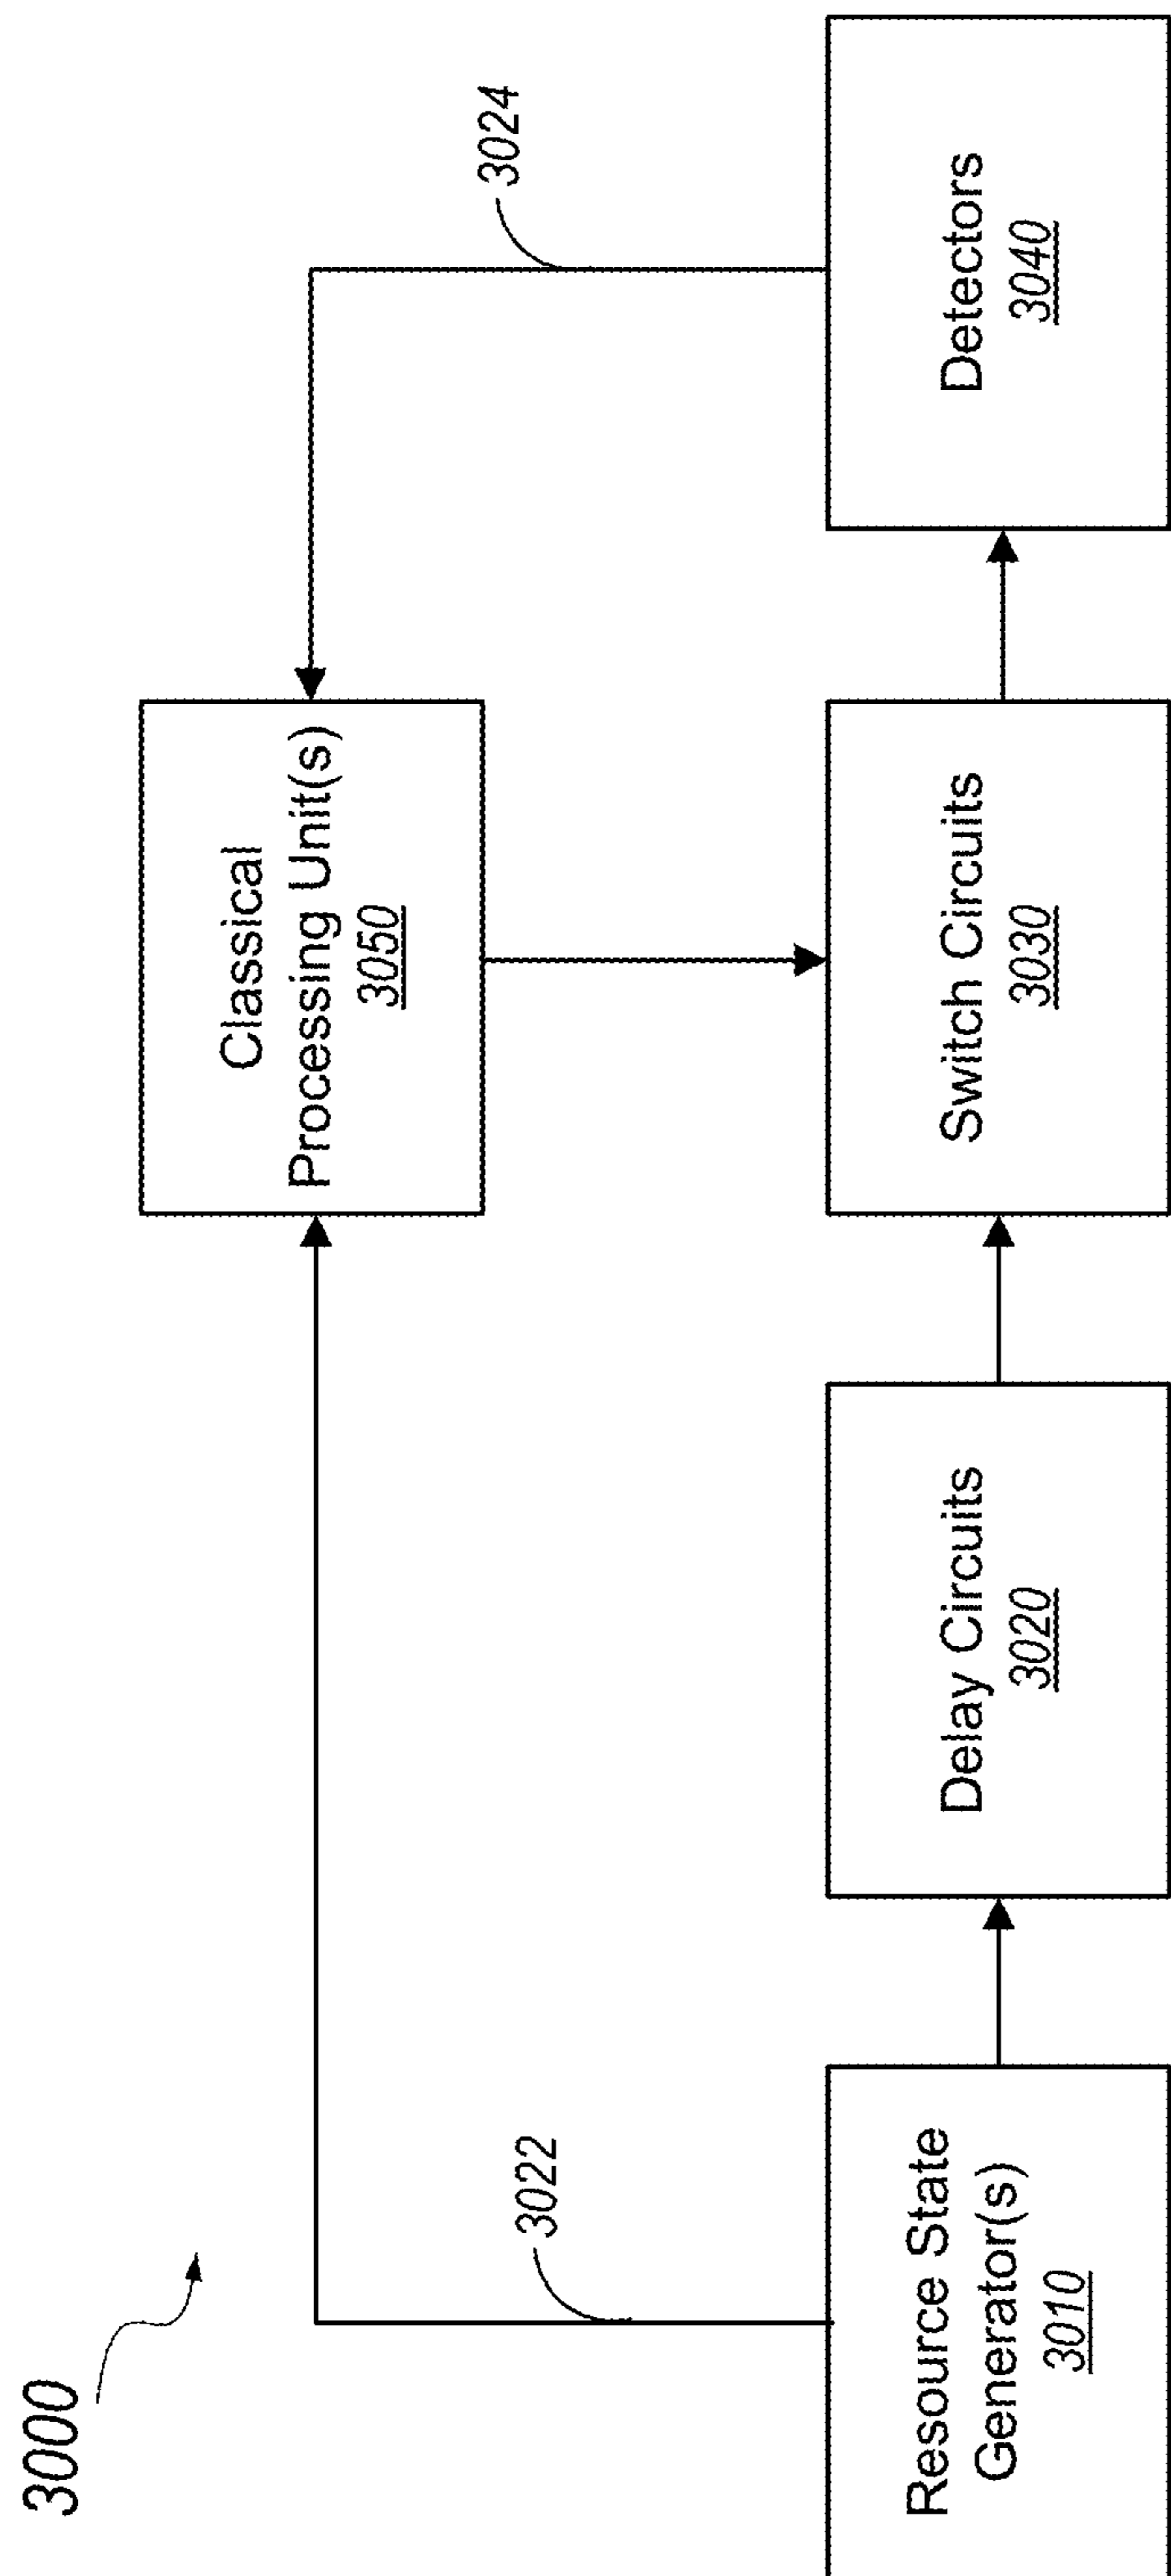 3000
Classical
Processing Unit(s)
3050
3022
3024
Resource State
Generator(s)
3010
Delay Circuits
3020
Switch Circuits
3030
Detectors
3040